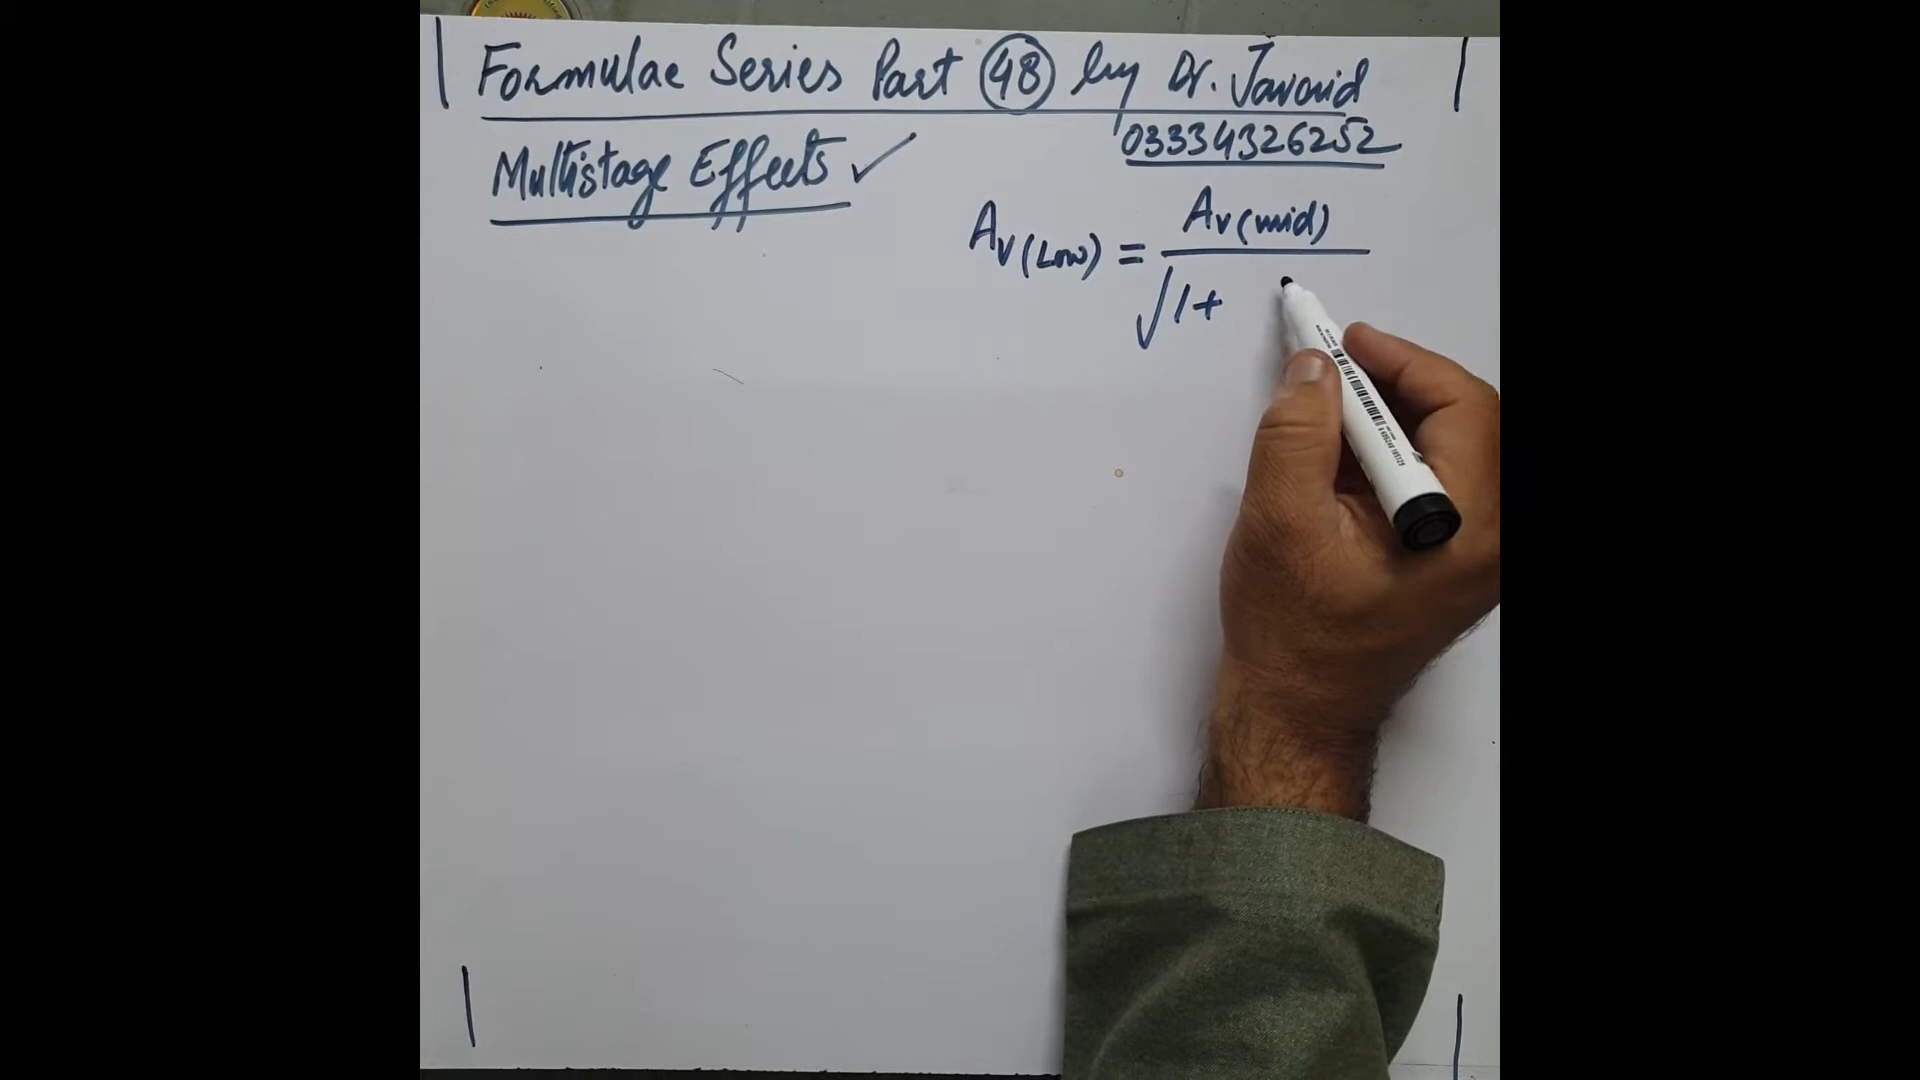 Formulae Series Part 48 by Dr. Javaid
03334326252
Multistage Effects ✓
Av(Low) = Av(mid)
√1+